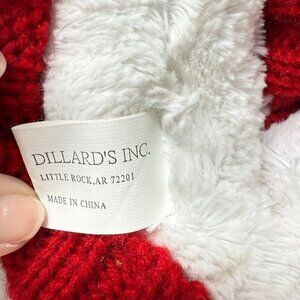 DILLARD'S INC.
LITTLE ROCK,AR 72201
MADE IN CHINA